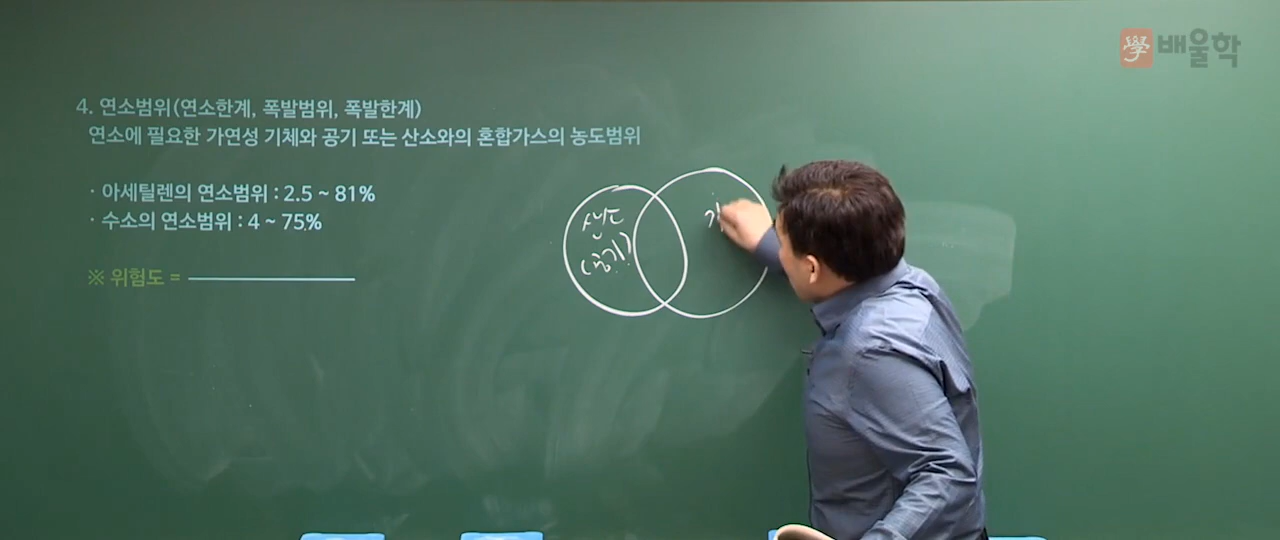 學 배울학
4. 연소범위(연소한계, 폭발범위, 폭발한계)
연소에 필요한 가연성 기체와 공기 또는 산소와의 혼합가스의 농도범위
· 아세틸렌의 연소범위 : 2.5 ~ 81%
· 수소의 연소범위 : 4 ~ 75%
※ 위험도 =
산소
(공기)
가